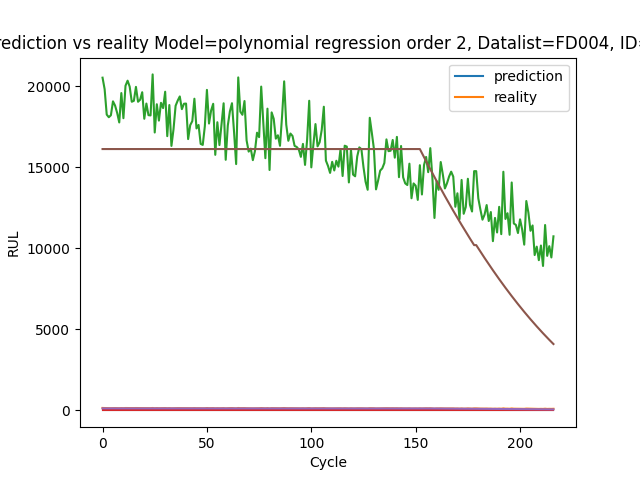 rediction vs reality Model=polynomial regression order 2, Datalist=FD004, ID=
prediction
reality
RUL
20000
15000
10000
5000
0
0 50 100 150 200
Cycle